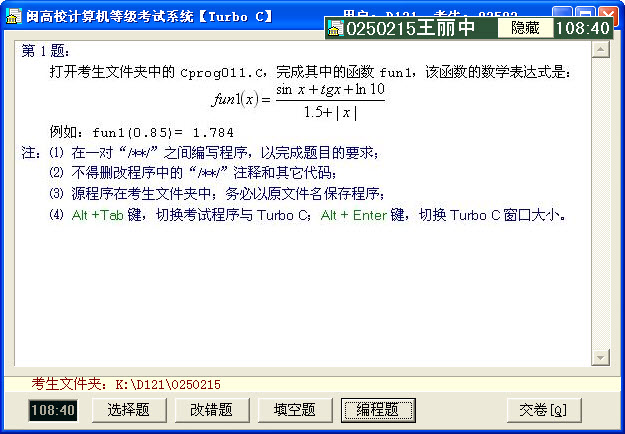 闽高校计算机等级考试系统【Turbo C】
0250215王丽中 隐藏 108:40
第 1 题：
打开考生文件夹中的 Cprog011.C，完成其中的函数 fun1，该函数的数学表达式是：
fun1(x) = (sin x + tgx + ln 10) / (1.5 + | x |)
例如：fun1(0.85)= 1.784
注：(1) 在一对“/**/”之间编写程序，以完成题目的要求；
(2) 不得删改程序中的“/**/”注释和其它代码；
(3) 源程序在考生文件夹中；务必以原文件名保存程序；
(4) Alt +Tab 键，切换考试程序与 Turbo C；Alt + Enter 键，切换 Turbo C 窗口大小。
考生文件夹：K:\D121\0250215
108:40 选择题 改错题 填空题 编程题 交卷[Q]